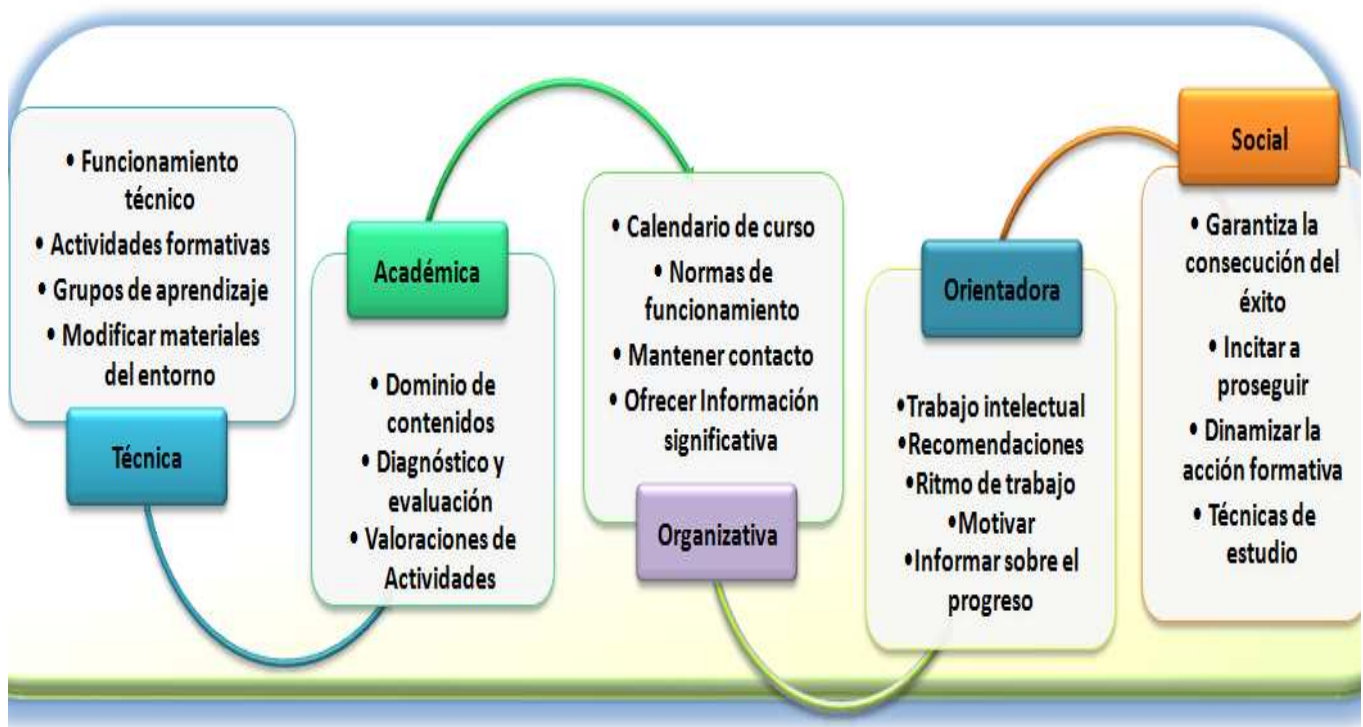 • Funcionamiento
técnico
• Actividades formativas
• Grupos de aprendizaje
• Modificar materiales
del entorno
Técnica
Académica
• Dominio de
contenidos
• Diagnóstico y
evaluación
• Valoraciones de
Actividades
• Calendario de curso
• Normas de
funcionamiento
• Mantener contacto
• Ofrecer Información
significativa
Organizativa
Orientadora
•Trabajo intelectual
•Recomendaciones
•Ritmo de trabajo
•Motivar
•Informar sobre el
progreso
Social
• Garantiza la
consecución del
éxito
• Incitar a
proseguir
• Dinamizar la
acción formativa
• Técnicas de
estudio